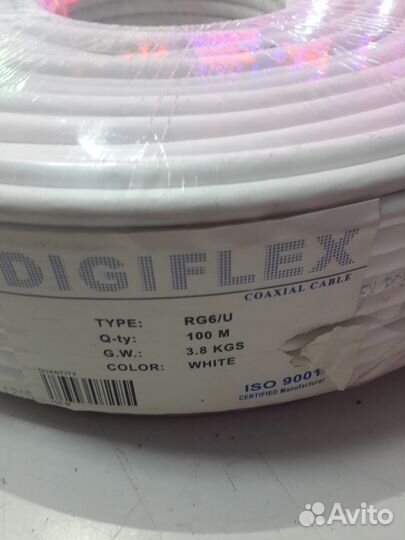 DIGIFLEX
COAXIAL CABLE
TYPE: RG6/U
Q-ty: 100 M
G.W.: 3.8 KGS
COLOR: WHITE
QUANTITY
ISO 9001
CERTIFIED Manufacturer
Avito